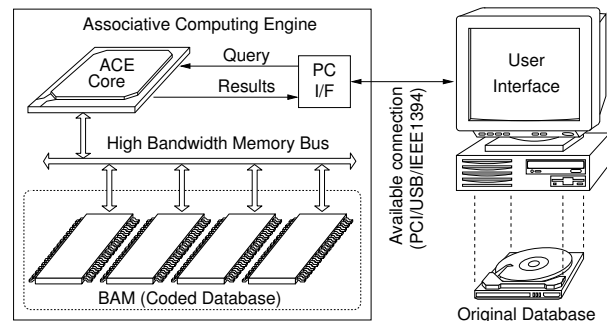 Associative Computing Engine
ACE
Core
Query
Results
PC
I/F
User
Interface
High Bandwidth Memory Bus
Available connection
(PCI/USB/IEEE1394)
BAM (Coded Database)
Original Database